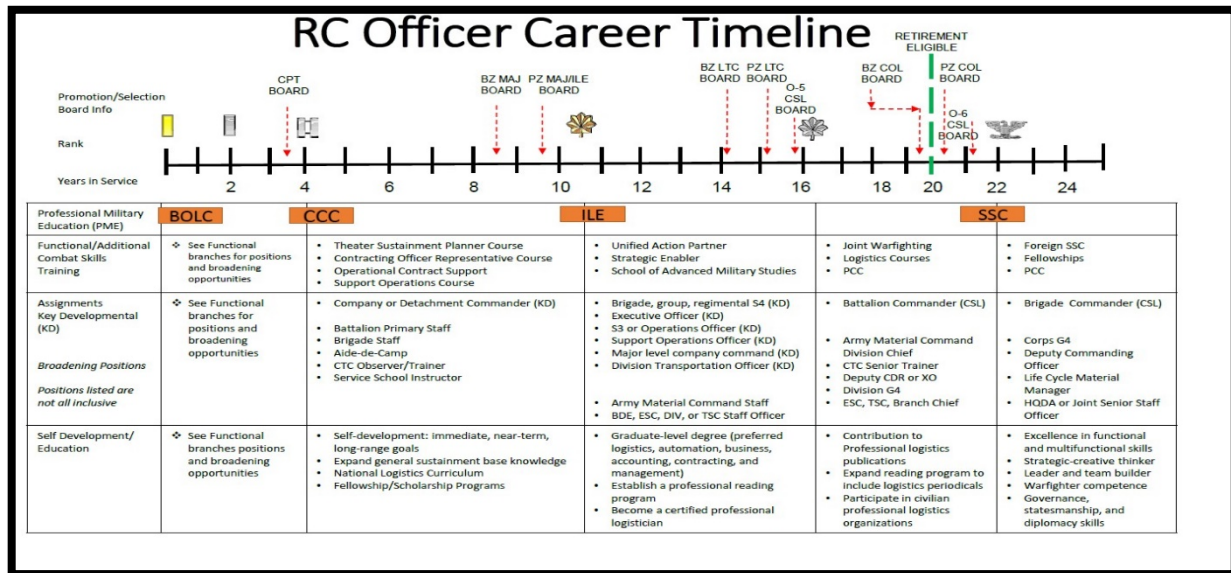 RC Officer Career Timeline
RETIREMENT
ELIGIBLE
CPT
BOARD
BZ MAJ
BOARD
PZ MAJ/ILE
BOARD
BZ LTC
BOARD
PZ LTC
BOARD
O-5
CSL
BOARD
BZ COL
BOARD
PZ COL
BOARD
O-6
CSL
BOARD
Promotion/Selection
Board Info
Rank
Years in Service
2 4 6 8 10 12 14 16 18 20 22 24
Professional Military
Education (PME)
BOLC
CCC
ILE
SSC
Functional/Additional
Combat Skills
Training
❖ See Functional
branches for positions
and broadening
opportunities
• Theater Sustainment Planner Course
• Contracting Officer Representative Course
• Operational Contract Support
• Support Operations Course
• Unified Action Partner
• Strategic Enabler
• School of Advanced Military Studies
• Joint Warfighting
• Logistics Courses
• PCC
• Foreign SSC
• Fellowships
• PCC
Assignments
Key Developmental
(KD)
Broadening Positions
Positions listed are
not all inclusive
❖ See Functional
branches for
positions and
broadening
opportunities
• Company or Detachment Commander (KD)
• Battalion Primary Staff
• Brigade Staff
• Aide-de-Camp
• CTC Observer/Trainer
• Service School Instructor
• Brigade, group, regimental S4 (KD)
• Executive Officer (KD)
• S3 or Operations Officer (KD)
• Support Operations Officer (KD)
• Major level company command (KD)
• Division Transportation Officer (KD)
• Army Material Command Staff
• BDE, ESC, DIV, or TSC Staff Officer
• Battalion Commander (CSL)
• Army Material Command
Division Chief
• CTC Senior Trainer
• Deputy CDR or XO
• Division G4
• ESC, TSC, Branch Chief
• Brigade Commander (CSL)
• Corps G4
• Deputy Commanding
Officer
• Life Cycle Material
Manager
• HQDA or Joint Senior Staff
Officer
Self Development/
Education
❖ See Functional
branches positions
and broadening
opportunities
• Self-development: immediate, near-term,
long-range goals
• Expand general sustainment base knowledge
• National Logistics Curriculum
• Fellowship/Scholarship Programs
• Graduate-level degree (preferred
logistics, automation, business,
accounting, contracting, and
management)
• Establish a professional reading
program
• Become a certified professional
logistician
• Contribution to
Professional logistics
publications
• Expand reading program to
include logistics periodicals
• Participate in civilian
professional logistics
organizations
• Excellence in functional
and multifunctional skills
• Strategic-creative thinker
• Leader and team builder
• Warfighter competence
• Governance,
statesmanship, and
diplomacy skills